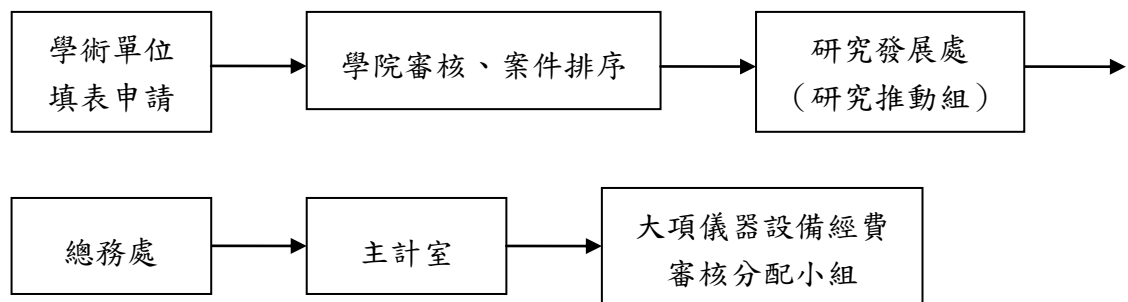 學術單位
填表申請
學院審核、案件排序
研究發展處
（研究推動組）
總務處
主計室
大項儀器設備經費
審核分配小組